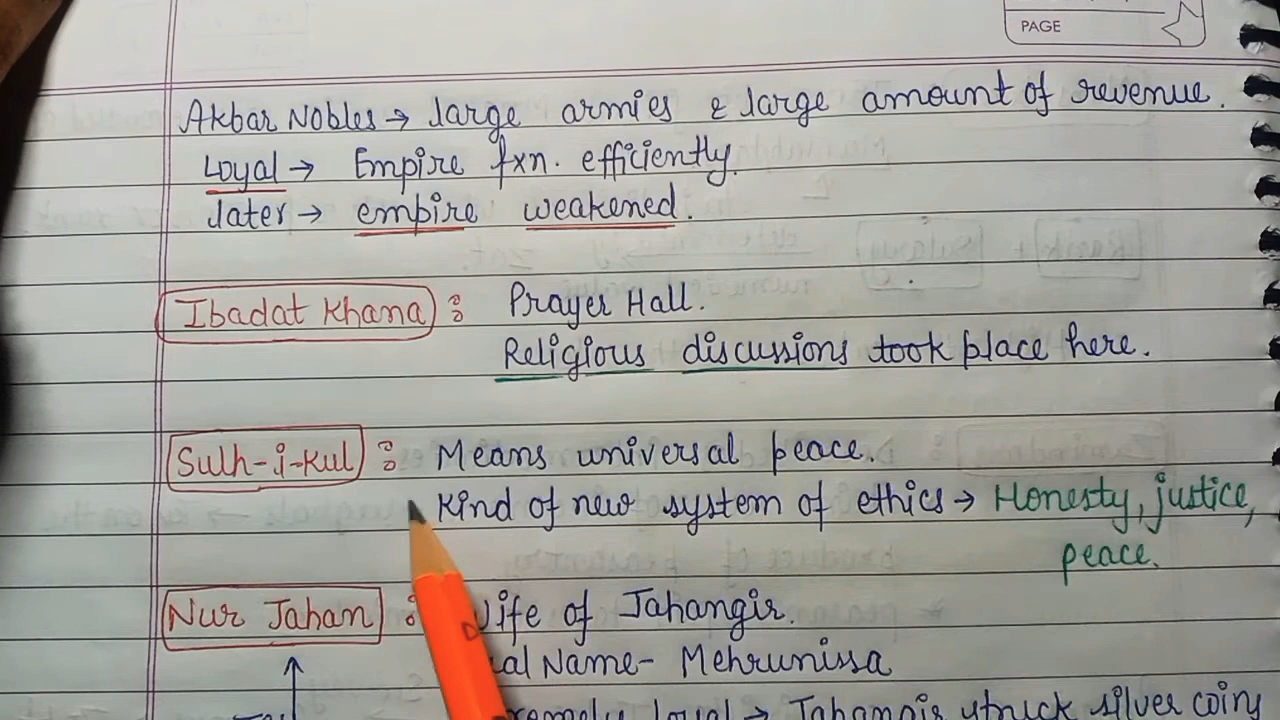 PAGE
Akbar Nobles → large armies & large amount of revenue.
Loyal → Empire fxn. efficiently.
later → empire weakened.
Ibadat Khana : Prayer Hall.
Religious discussions took place here.
Sulh-i-kul : Means universal peace.
Kind of new system of ethics → Honesty, justice,
peace.
Nur Jahan : Wife of Jahangir.
Name - Mehrunissa
loyal → Jahangir struck silver coins